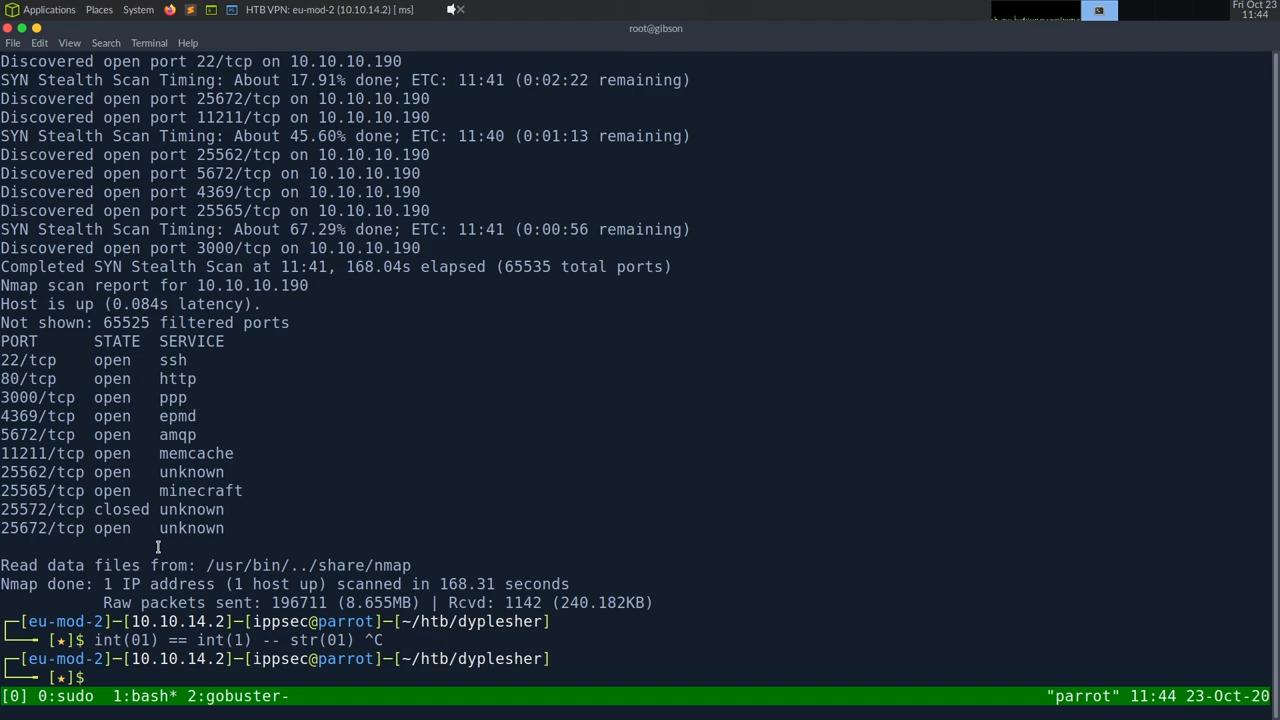 Applications Places System HTB VPN: eu-mod-2 (10.10.14.2) [ ms] Fri Oct 23
11:44
root@gibson
File Edit View Search Terminal Help
Discovered open port 22/tcp on 10.10.10.190
SYN Stealth Scan Timing: About 17.91% done; ETC: 11:41 (0:02:22 remaining)
Discovered open port 25672/tcp on 10.10.10.190
Discovered open port 11211/tcp on 10.10.10.190
SYN Stealth Scan Timing: About 45.60% done; ETC: 11:40 (0:01:13 remaining)
Discovered open port 25562/tcp on 10.10.10.190
Discovered open port 5672/tcp on 10.10.10.190
Discovered open port 4369/tcp on 10.10.10.190
Discovered open port 25565/tcp on 10.10.10.190
SYN Stealth Scan Timing: About 67.29% done; ETC: 11:41 (0:00:56 remaining)
Discovered open port 3000/tcp on 10.10.10.190
Completed SYN Stealth Scan at 11:41, 168.04s elapsed (65535 total ports)
Nmap scan report for 10.10.10.190
Host is up (0.084s latency).
Not shown: 65525 filtered ports
PORT      STATE  SERVICE
22/tcp    open   ssh
80/tcp    open   http
3000/tcp  open   ppp
4369/tcp  open   epmd
5672/tcp  open   amqp
11211/tcp open   memcache
25562/tcp open   unknown
25565/tcp open   minecraft
25572/tcp closed unknown
25672/tcp open   unknown
Read data files from: /usr/bin/../share/nmap
Nmap done: 1 IP address (1 host up) scanned in 168.31 seconds
Raw packets sent: 196711 (8.655MB) | Rcvd: 1142 (240.182KB)
┌─[eu-mod-2]─[10.10.14.2]─[ippsec@parrot]─[~/htb/dyplesher]
└──╼ [★]$ int(01) == int(1) -- str(01) ^C
┌─[eu-mod-2]─[10.10.14.2]─[ippsec@parrot]─[~/htb/dyplesher]
└──╼ [★]$
[0] 0:sudo  1:bash* 2:gobuster- "parrot" 11:44 23-Oct-20